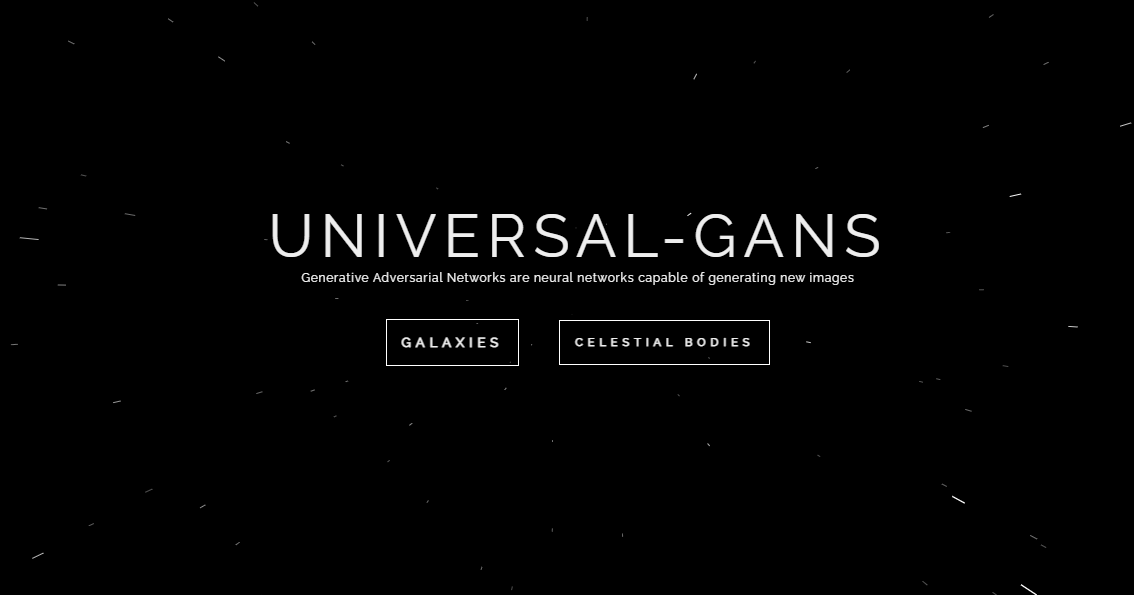 UNIVERSAL-GANS
Generative Adversarial Networks are neural networks capable of generating new images
GALAXIES
CELESTIAL BODIES